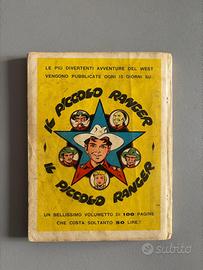 LE PIÙ DIVERTENTI AVVENTURE DEL WEST
VENGONO PUBBLICATE OGNI 15 GIORNI SU:
IL PICCOLO RANGER
IL PICCOLO RANGER
UN BELLISSIMO VOLUMETTO DI 100 PAGINE
CHE COSTA SOLTANTO 50 LIRE!
subito